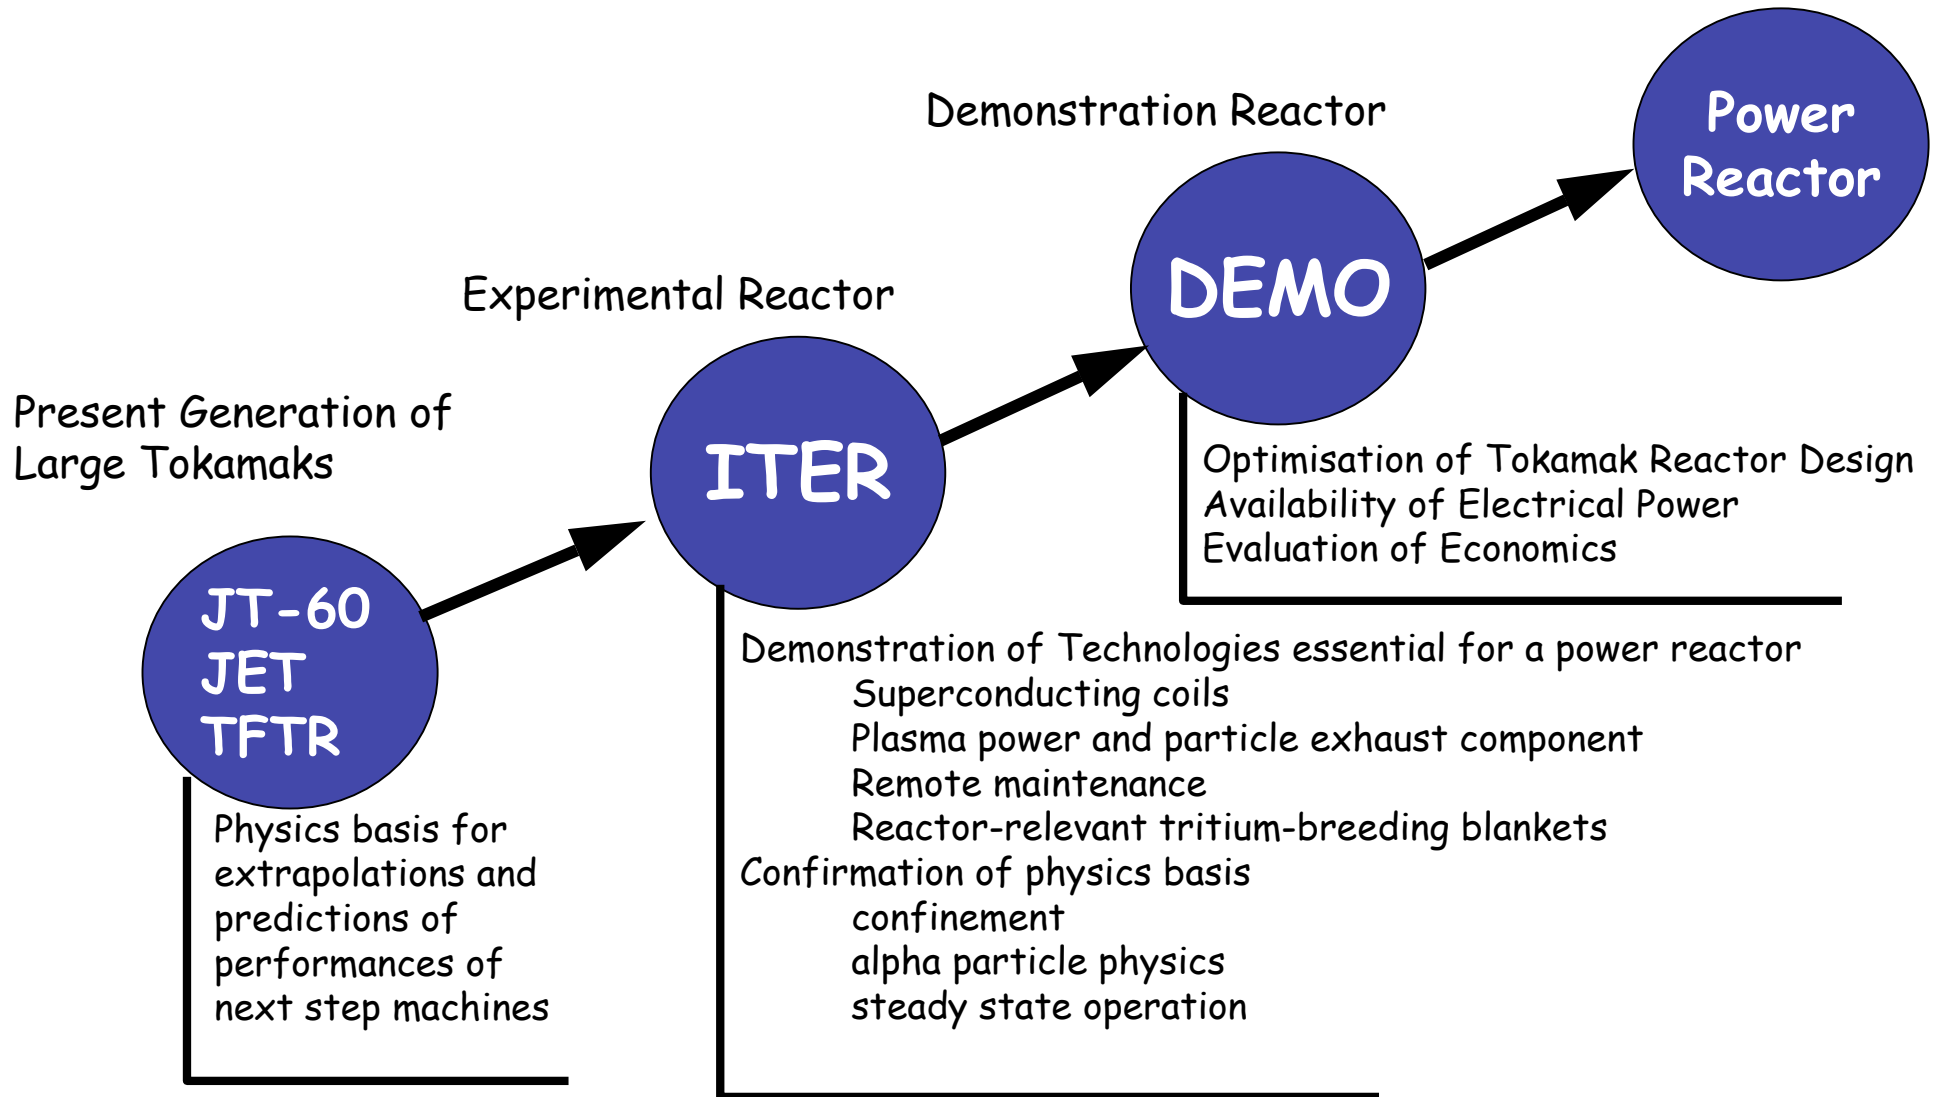 Present Generation of
Large Tokamaks
JT-60
JET
TFTR
Physics basis for
extrapolations and
predictions of
performances of
next step machines
Experimental Reactor
ITER
Demonstration of Technologies essential for a power reactor
Superconducting coils
Plasma power and particle exhaust component
Remote maintenance
Reactor-relevant tritium-breeding blankets
Confirmation of physics basis
confinement
alpha particle physics
steady state operation
Demonstration Reactor
DEMO
Optimisation of Tokamak Reactor Design
Availability of Electrical Power
Evaluation of Economics
Power
Reactor